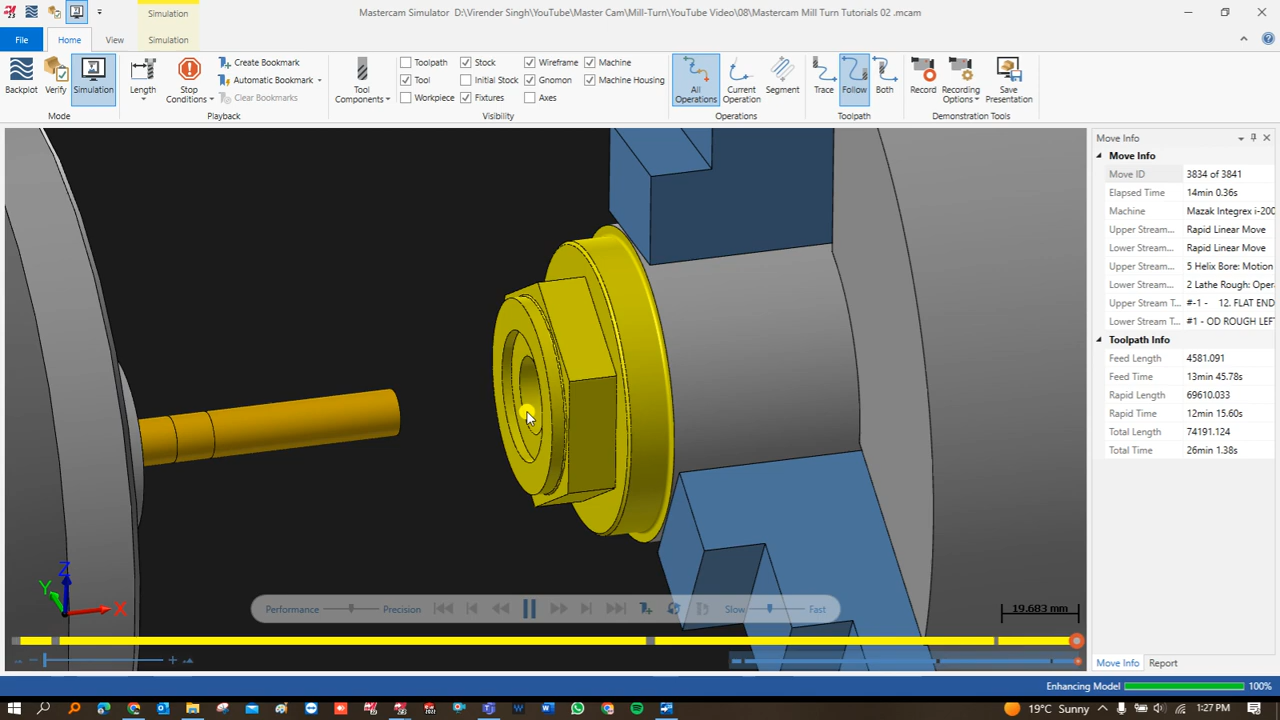 Simulation
Mastercam Simulator D:\Virender Singh\YouTube\Master Cam\Mill-Turn\YouTube Video\08\Mastercam Mill Turn Tutorials 02 .mcam
File
Home
View
Simulation
Backplot
Verify
Simulation
Mode
Length
Stop Conditions
Create Bookmark
Automatic Bookmark
Clear Bookmarks
Playback
Tool Components
Toolpath
Tool
Workpiece
Stock
Initial Stock
Fixtures
Wireframe
Gnomon
Axes
Machine
Machine Housing
Visibility
All Operations
Current Operation
Segment
Operations
Trace
Follow
Both
Toolpath
Record
Recording Options
Save Presentation
Demonstration Tools
Move Info
Move Info
Move ID 3834 of 3841
Elapsed Time 14min 0.36s
Machine Mazak Integrex i-200
Upper Stream... Rapid Linear Move
Lower Stream... Rapid Linear Move
Upper Stream... 5 Helix Bore: Motion
Lower Stream... 2 Lathe Rough: Oper
Upper Stream T... #-1 - 12. FLAT END
Lower Stream T... #1 - OD ROUGH LEFT
Toolpath Info
Feed Length 4581.091
Feed Time 13min 45.78s
Rapid Length 69610.033
Rapid Time 12min 15.60s
Total Length 74191.124
Total Time 26min 1.38s
Z
Y
X
Performance
Precision
Slow
Fast
19.683 mm
Move Info
Report
Enhancing Model
100%
19°C Sunny
1:27 PM